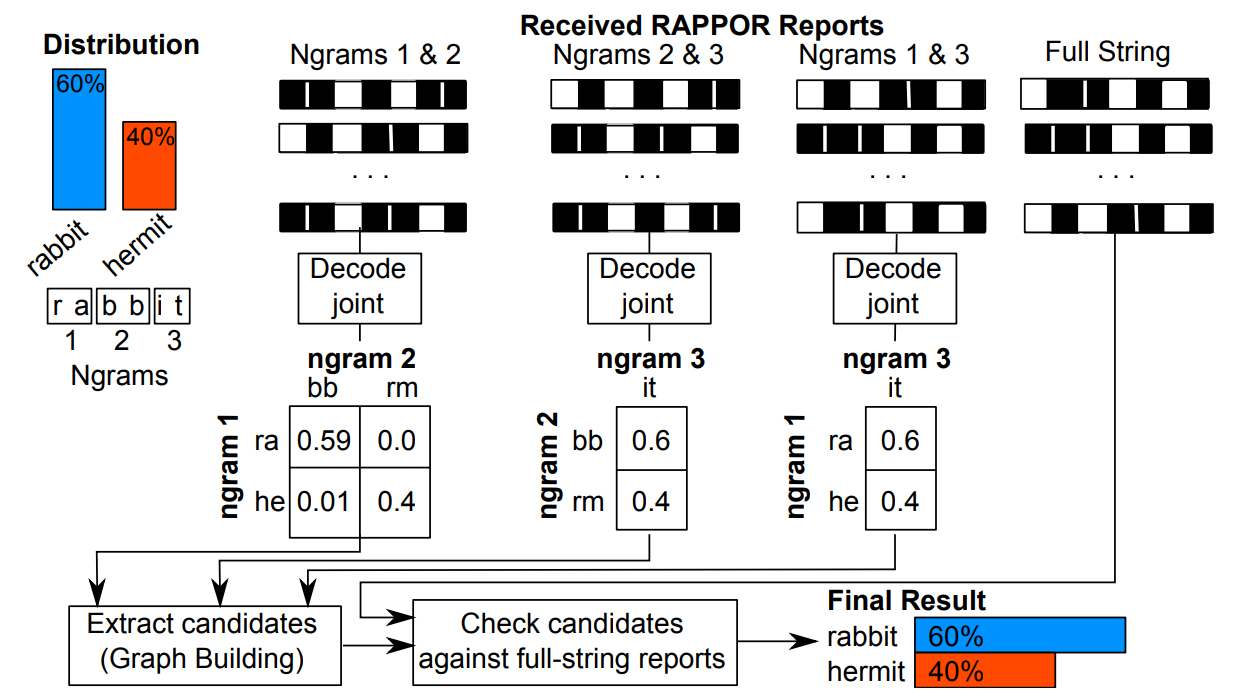 Received RAPPOR Reports
Distribution
60%
40%
rabbit
hermit
r a b b i t
1 2 3
Ngrams
Ngrams 1 & 2
Ngrams 2 & 3
Ngrams 1 & 3
Full String
. . .
. . .
. . .
. . .
Decode
joint
Decode
joint
Decode
joint
ngram 2
bb rm
ngram 1
ra 0.59 0.0
he 0.01 0.4
ngram 3
it
ngram 2
bb 0.6
rm 0.4
ngram 3
it
ngram 1
ra 0.6
he 0.4
Extract candidates
(Graph Building)
Check candidates
against full-string reports
Final Result
rabbit 60%
hermit 40%